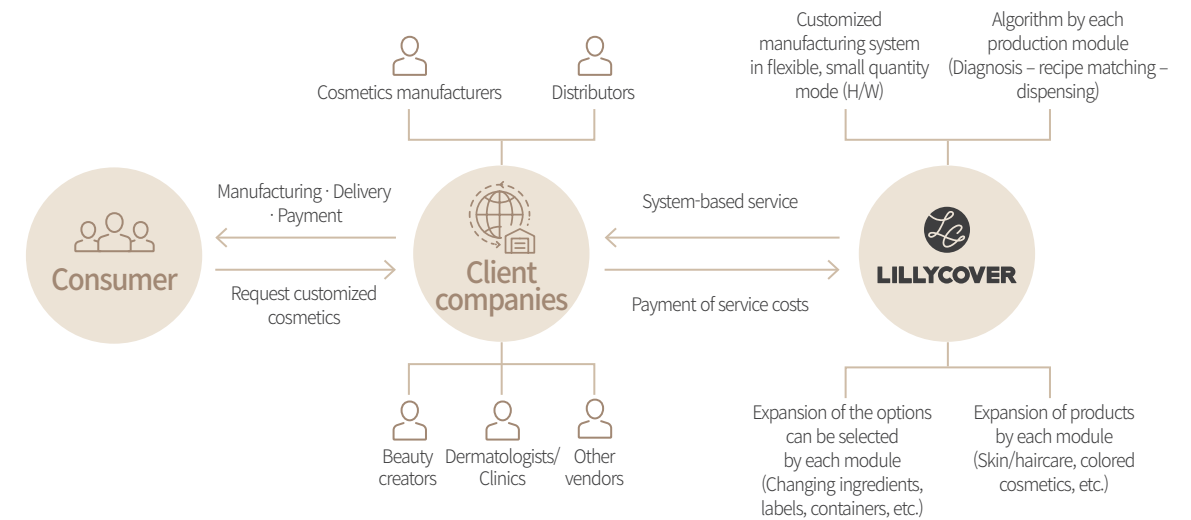 Cosmetics manufacturers
Distributors
Customized
manufacturing system
in flexible, small quantity
mode (H/W)
Algorithm by each
production module
(Diagnosis – recipe matching –
dispensing)
Consumer
Manufacturing · Delivery
· Payment
Request customized
cosmetics
Client
companies
System-based service
Payment of service costs
LC
LILLYCOVER
Beauty
creators
Dermatologists/
Clinics
Other
vendors
Expansion of the options
can be selected
by each module
(Changing ingredients,
labels, containers, etc.)
Expansion of products
by each module
(Skin/haircare, colored
cosmetics, etc.)